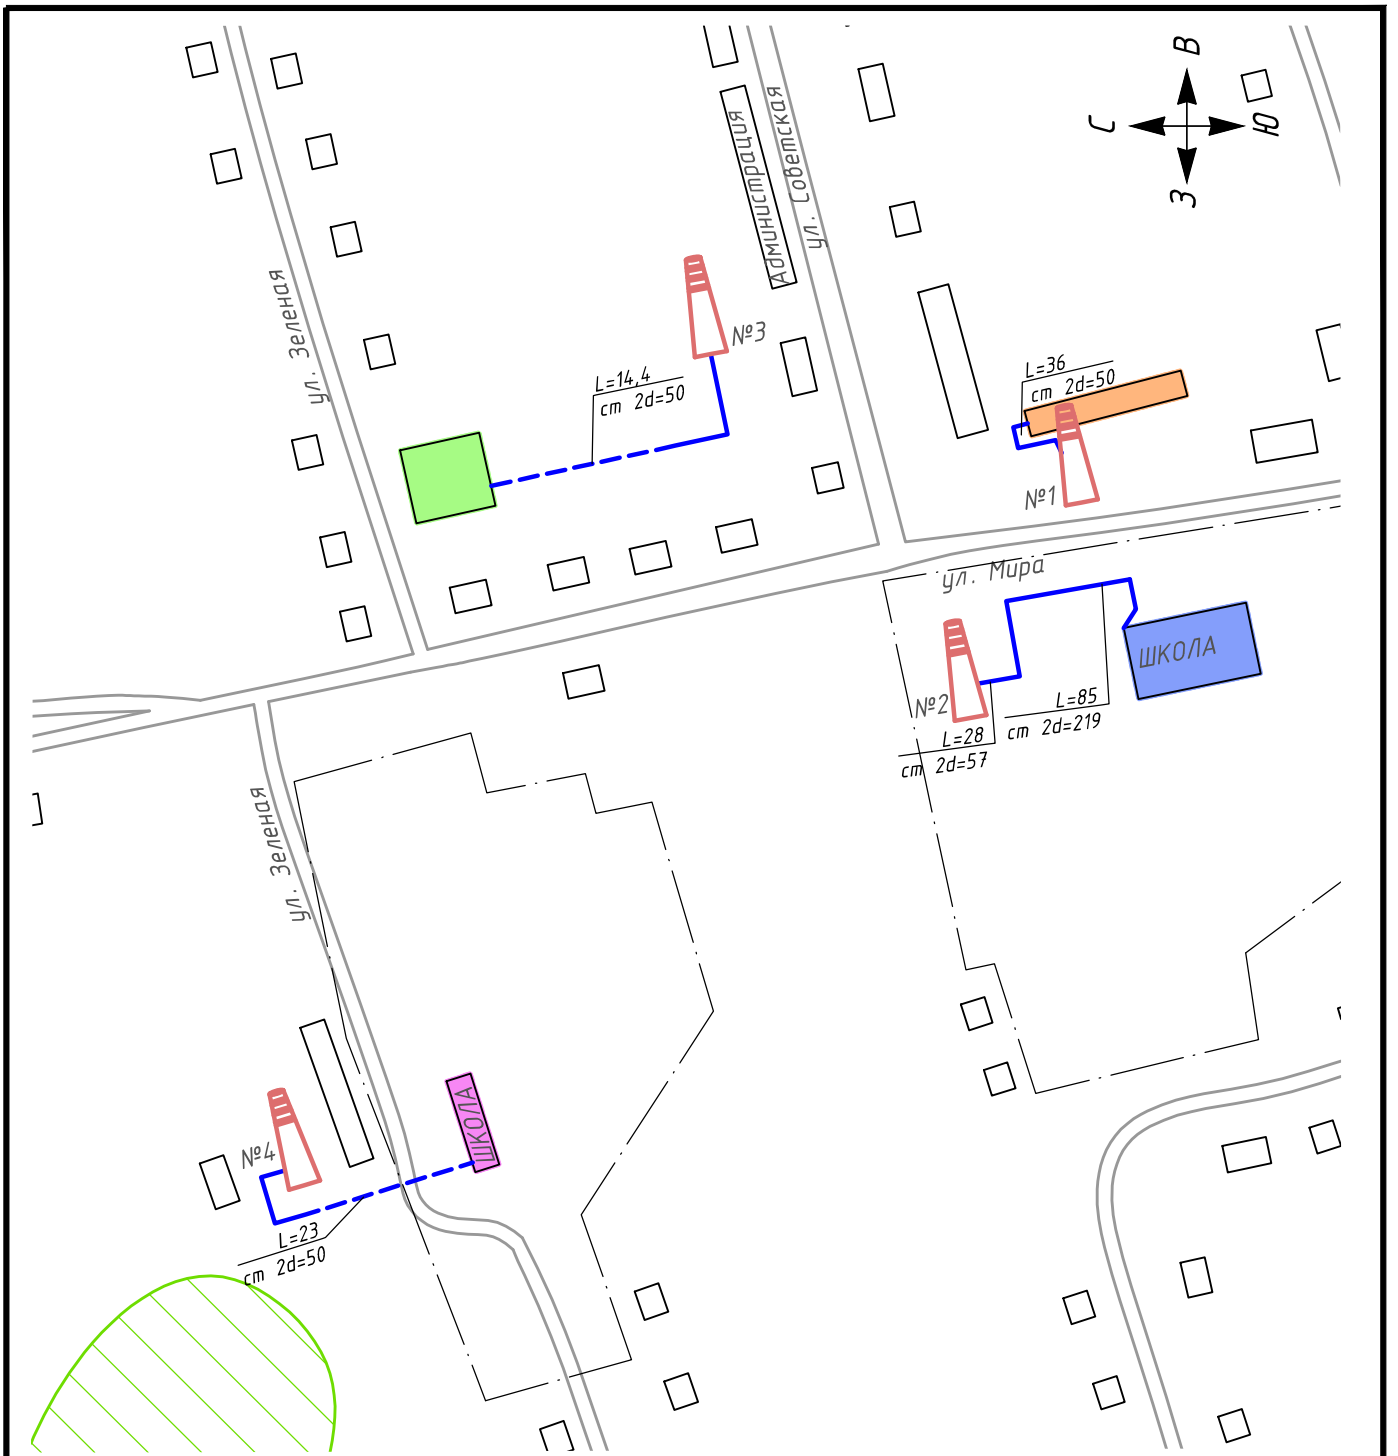 В
С
Ю
З
ул. Советская
Администрация
ул. Зеленая
№3
L=14,4
ст 2d=50
L=36
ст 2d=50
№1
ул. Мира
ШКОЛА
№2
L=85
ст 2d=219
L=28
ст 2d=57
ул. Зеленая
ШКОЛА
№4
L=23
ст 2d=50